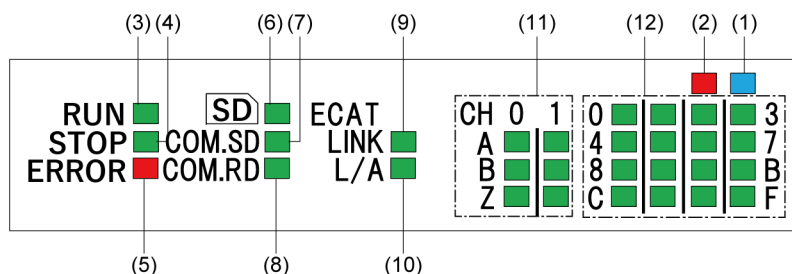 (3) (4) (6) (7) (9) (11) (12) (2) (1)
RUN SD ECAT CH 0 1 0 3
STOP COM.SD LINK A 4 7
ERROR COM.RD L/A B 8 B
Z C F
(5) (8) (10)